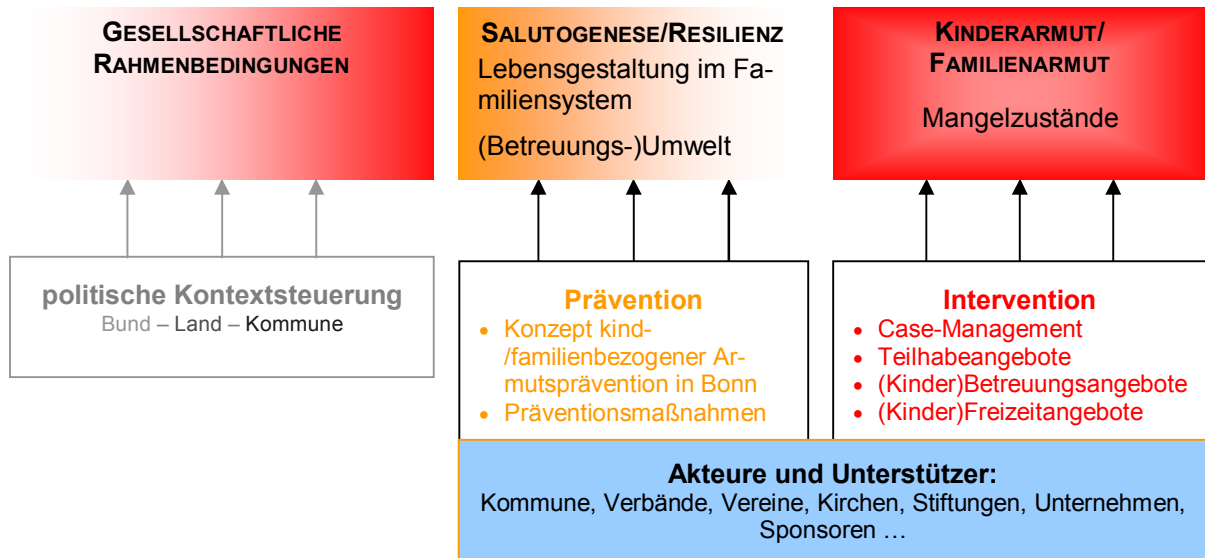 GESELLSCHAFTLICHE
RAHMENBEDINGUNGEN
SALUTOGENESE/RESILIENZ
Lebensgestaltung im Fa-
miliensystem
(Betreuungs-)Umwelt
KINDERARMUT/
FAMILIENARMUT
Mangelzustände
politische Kontextsteuerung
Bund – Land – Kommune
Prävention
• Konzept kind-
/familienbezogener Ar-
mutsprävention in Bonn
• Präventionsmaßnahmen
Intervention
• Case-Management
• Teilhabeangebote
• (Kinder)Betreuungsangebote
• (Kinder)Freizeitangebote
Akteure und Unterstützer:
Kommune, Verbände, Vereine, Kirchen, Stiftungen, Unternehmen,
Sponsoren …